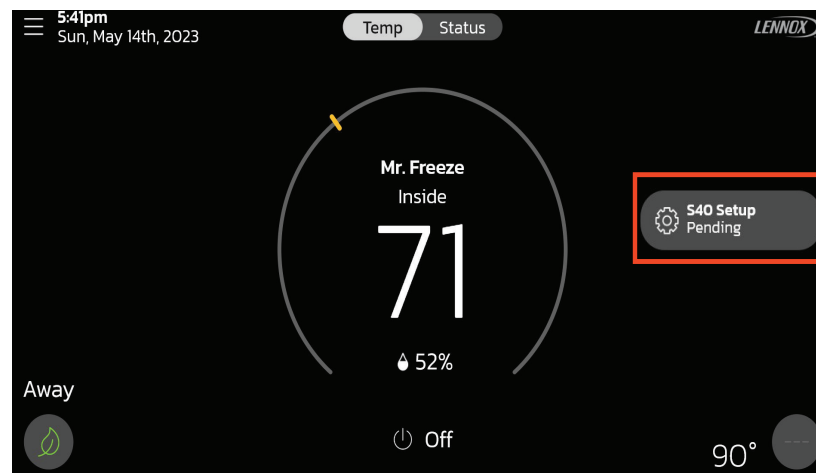 5:41pm
Sun, May 14th, 2023
Temp Status
LENNOX
Mr. Freeze
Inside
71
52%
S40 Setup
Pending
Away
Off
90°
---